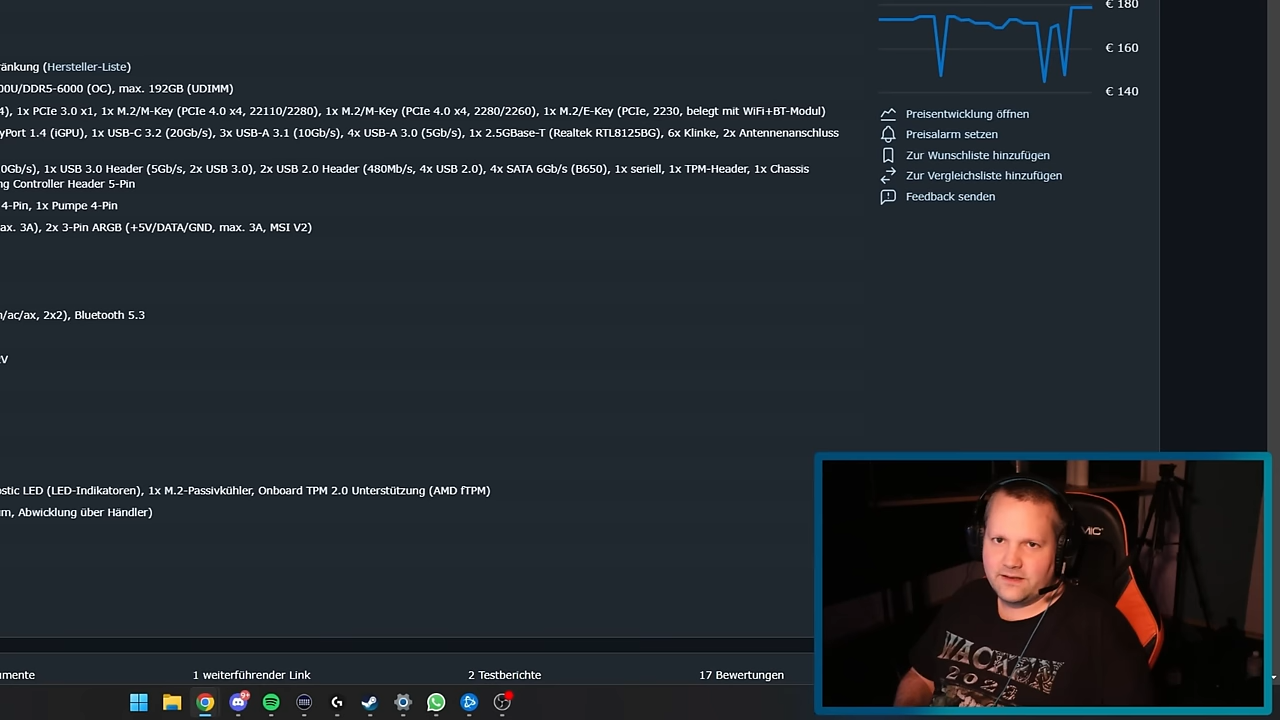 € 180
€ 160
€ 140
änkung (Hersteller-Liste)
00U/DDR5-6000 (OC), max. 192GB (UDIMM)
4), 1x PCIe 3.0 x1, 1x M.2/M-Key (PCIe 4.0 x4, 22110/2280), 1x M.2/M-Key (PCIe 4.0 x4, 2280/2260), 1x M.2/E-Key (PCIe, 2230, belegt mit WiFi+BT-Modul)
yPort 1.4 (iGPU), 1x USB-C 3.2 (20Gb/s), 3x USB-A 3.1 (10Gb/s), 4x USB-A 3.0 (5Gb/s), 1x 2.5GBase-T (Realtek RTL8125BG), 6x Klinke, 2x Antennenanschluss
0Gb/s), 1x USB 3.0 Header (5Gb/s, 2x USB 3.0), 2x USB 2.0 Header (480Mb/s, 4x USB 2.0), 4x SATA 6Gb/s (B650), 1x seriell, 1x TPM-Header, 1x Chassis
ng Controller Header 5-Pin
4-Pin, 1x Pumpe 4-Pin
ax. 3A), 2x 3-Pin ARGB (+5V/DATA/GND, max. 3A, MSI V2)
n/ac/ax, 2x2), Bluetooth 5.3
V
ostic LED (LED-Indikatoren), 1x M.2-Passivkühler, Onboard TPM 2.0 Unterstützung (AMD fTPM)
m, Abwicklung über Händler)
Preisentwicklung öffnen
Preisalarm setzen
Zur Wunschliste hinzufügen
Zur Vergleichsliste hinzufügen
Feedback senden
MIC
WACKEN
2023
mente
1 weiterführender Link
2 Testberichte
17 Bewertungen
9+